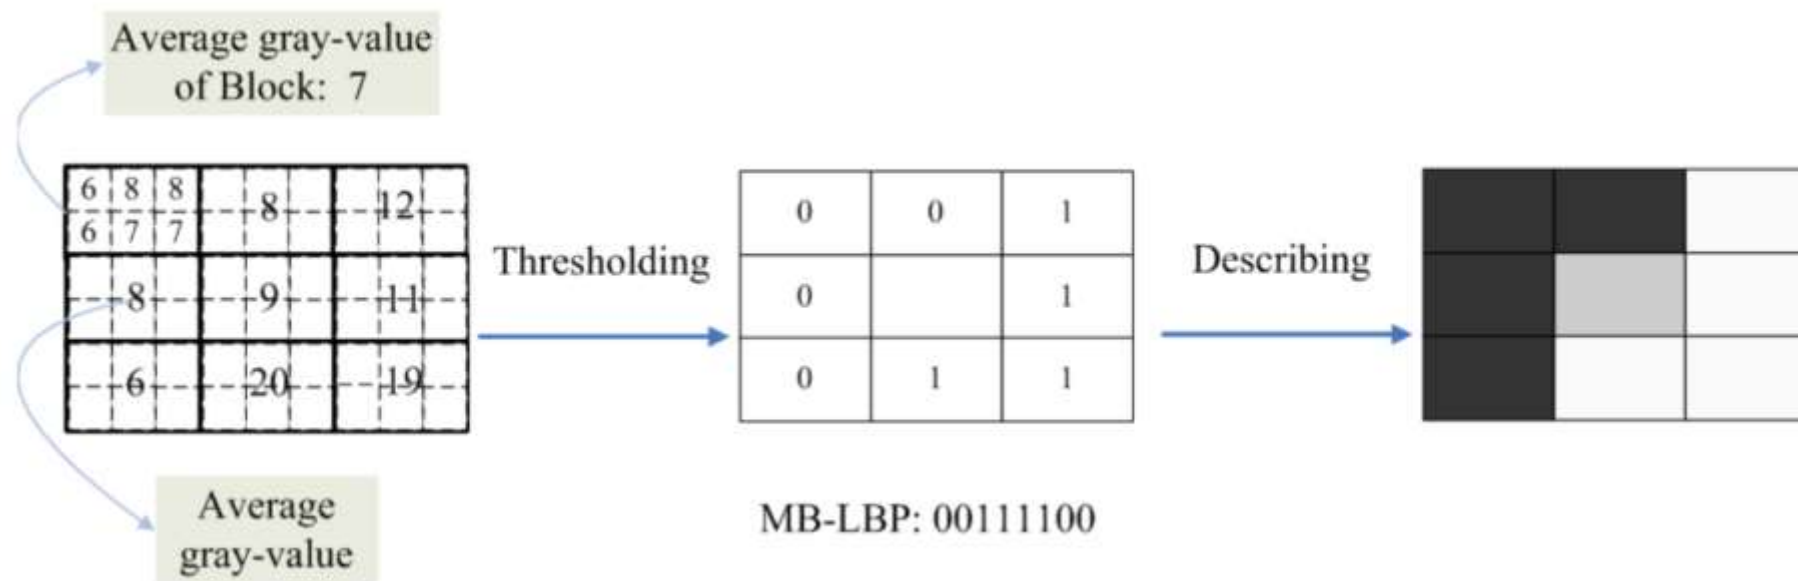 Average gray-value
of Block: 7
6 8 8
6 7 7
8
12
8
9
11
6
20
19
Thresholding
0 0 1
0 1
0 1 1
Describing
MB-LBP: 00111100
Average
gray-value